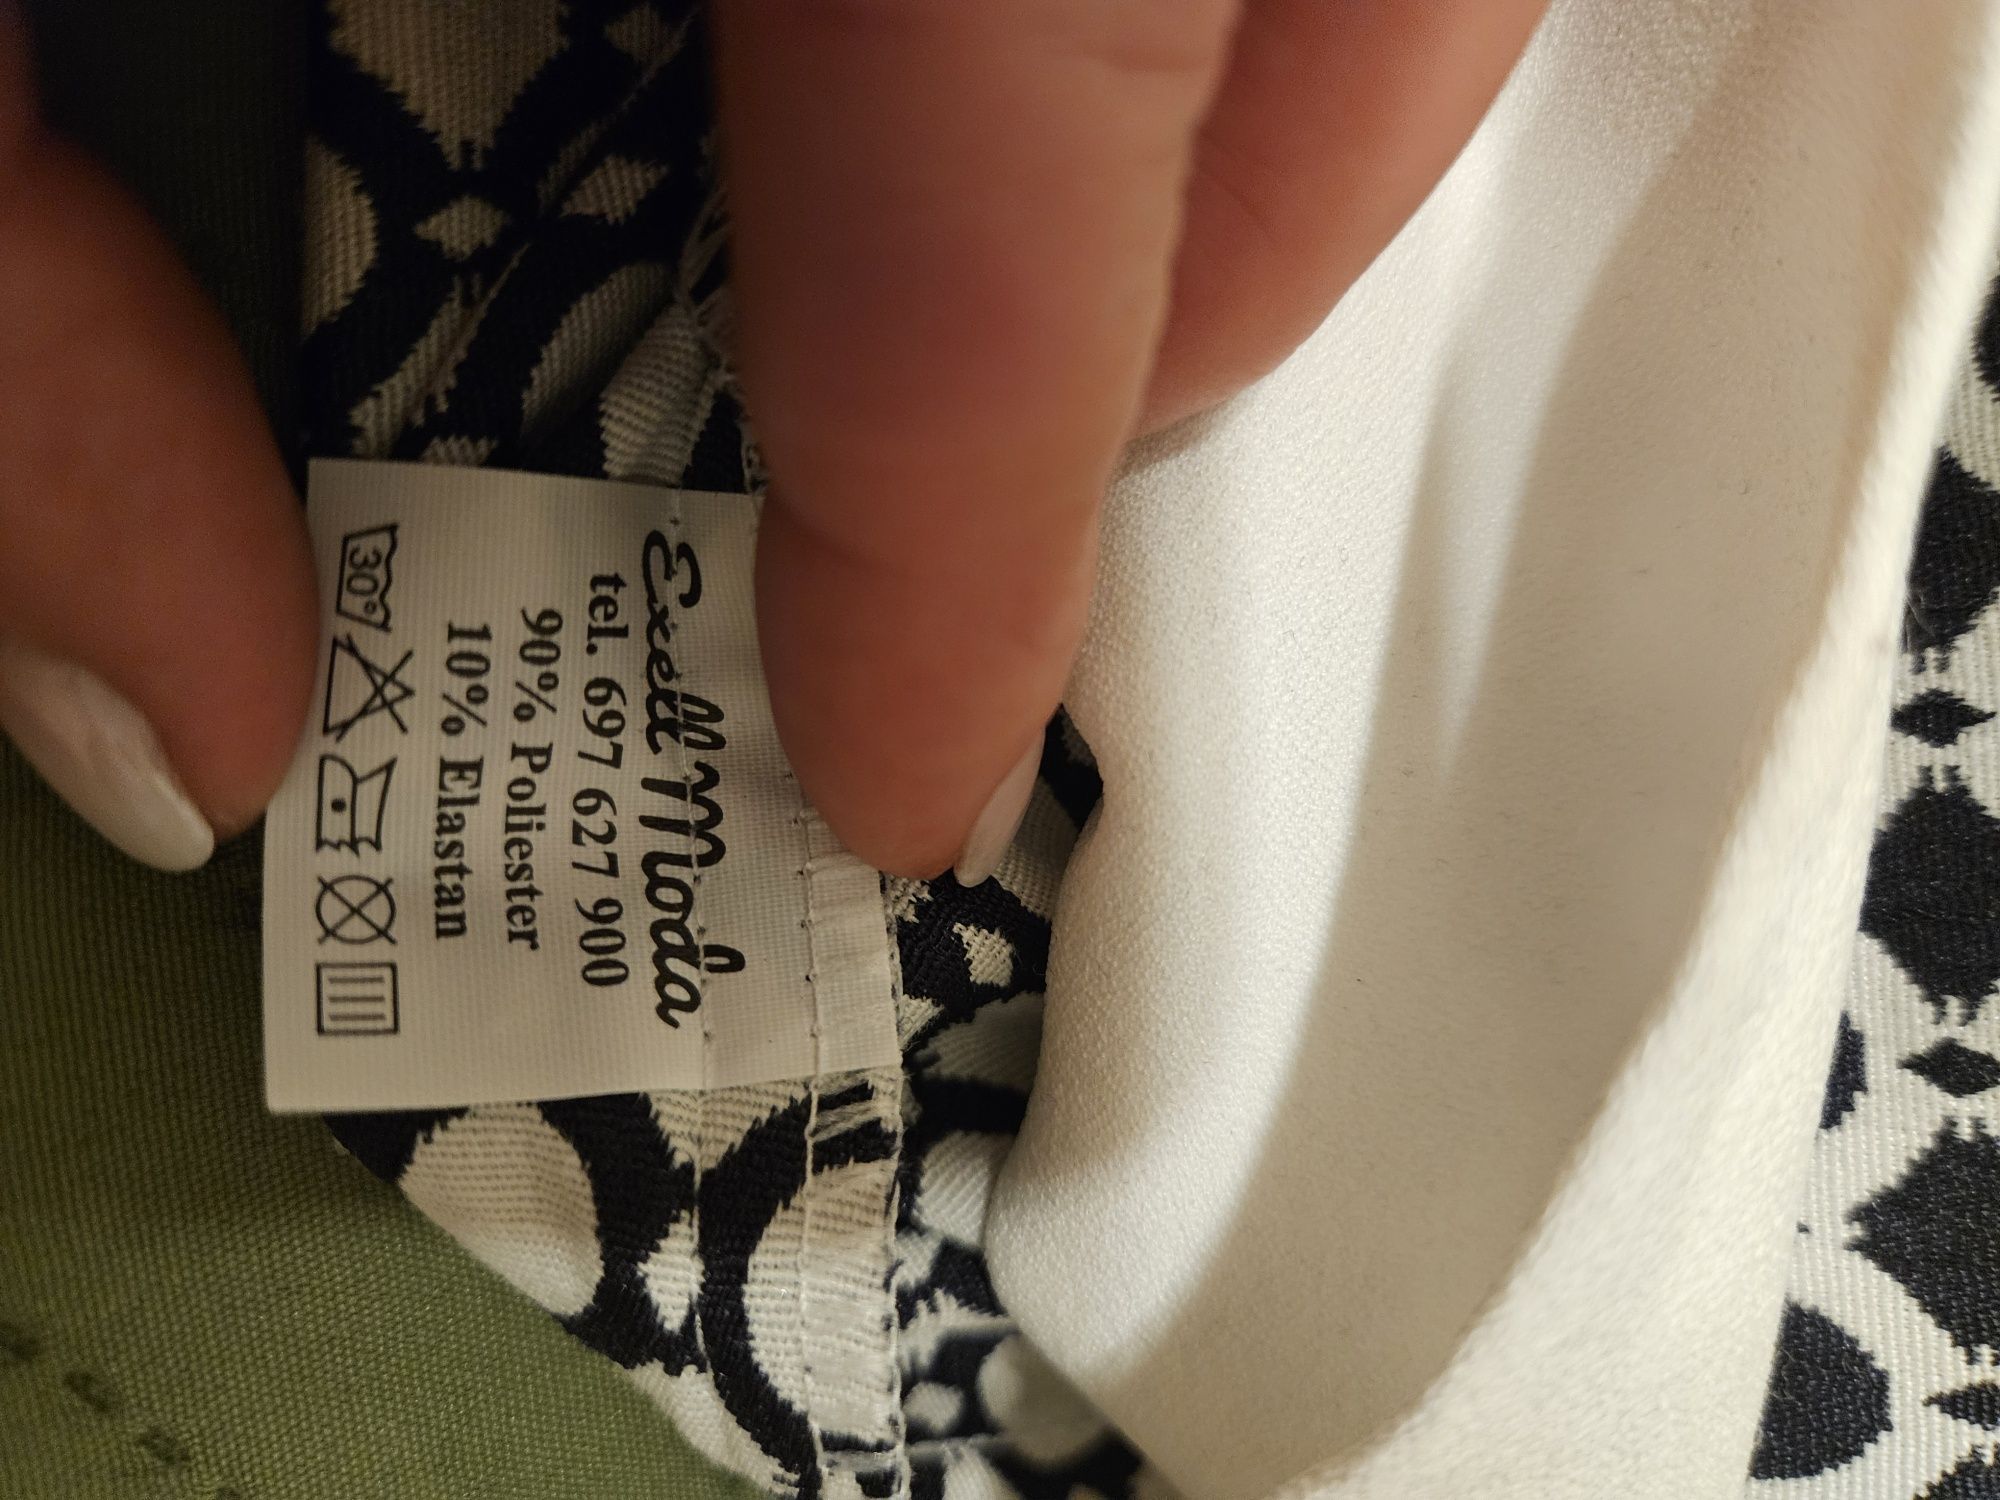 Exell Moda
tel. 697 627 900
90% Poliester
10% Elastan
30°